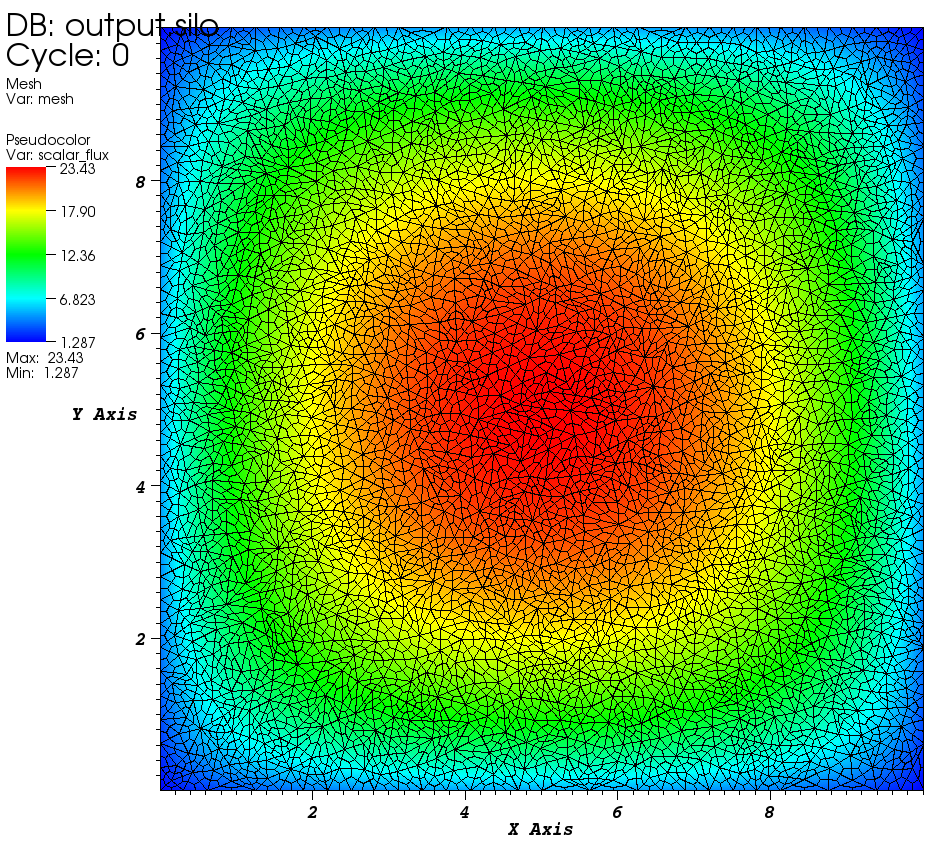 DB: output.silo
Cycle: 0
Mesh
Var: mesh
Pseudocolor
Var: scalar_flux
23.43
17.90
12.36
6.823
1.287
Max: 23.43
Min: 1.287
Y Axis
8
6
4
2
2 4 6 8
X Axis